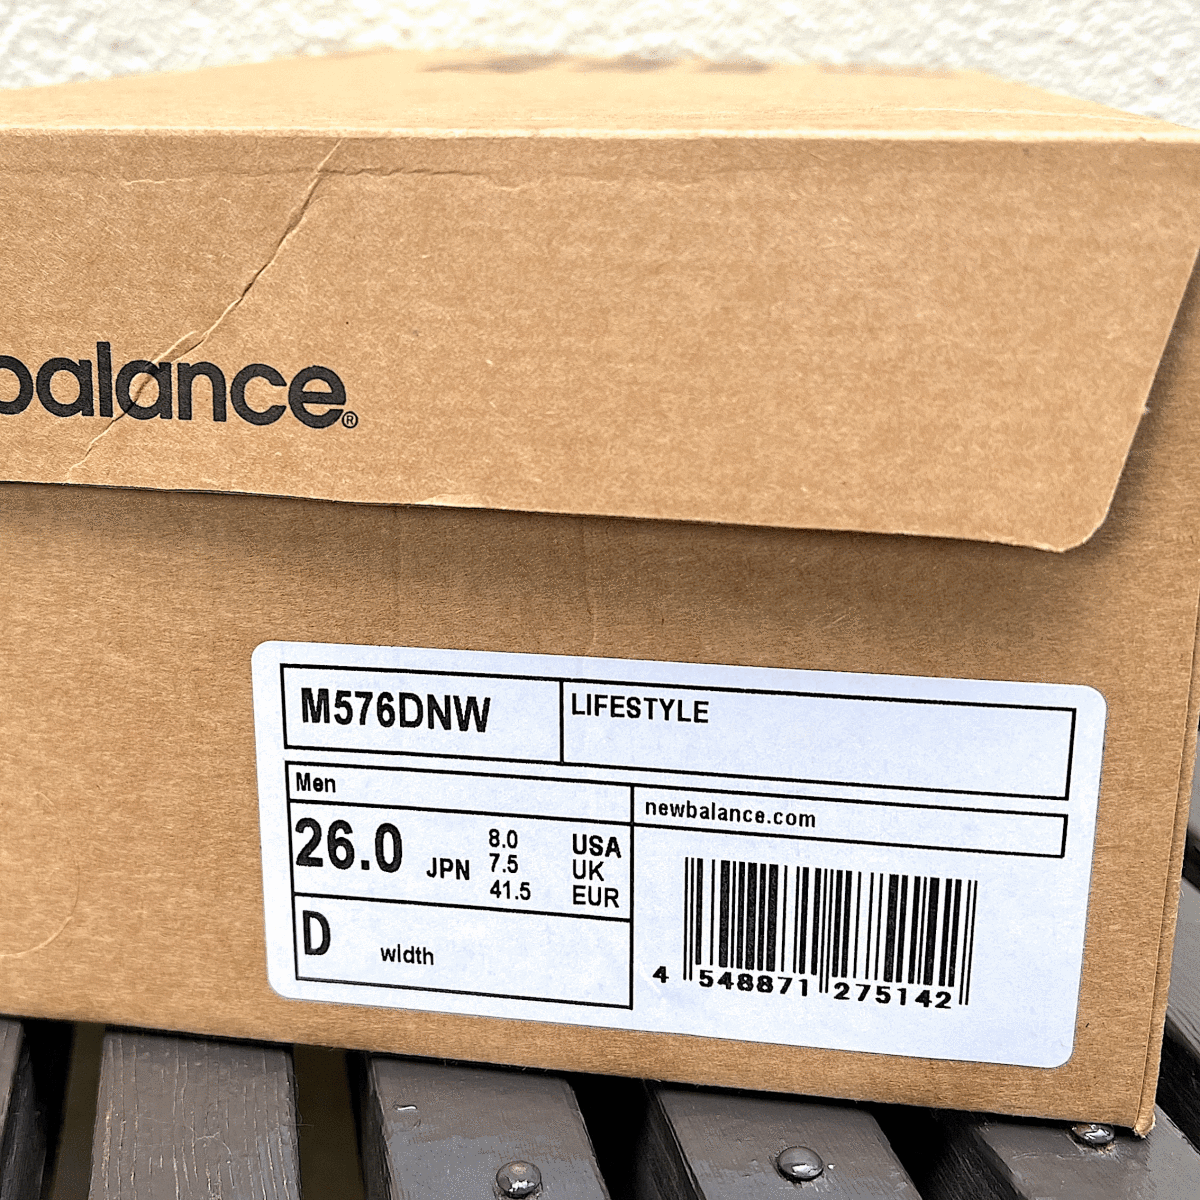 balance®
M576DNW
LIFESTYLE
Men
newbalance.com
26.0 JPN
8.0 USA
7.5 UK
41.5 EUR
D width
4 548871 275142